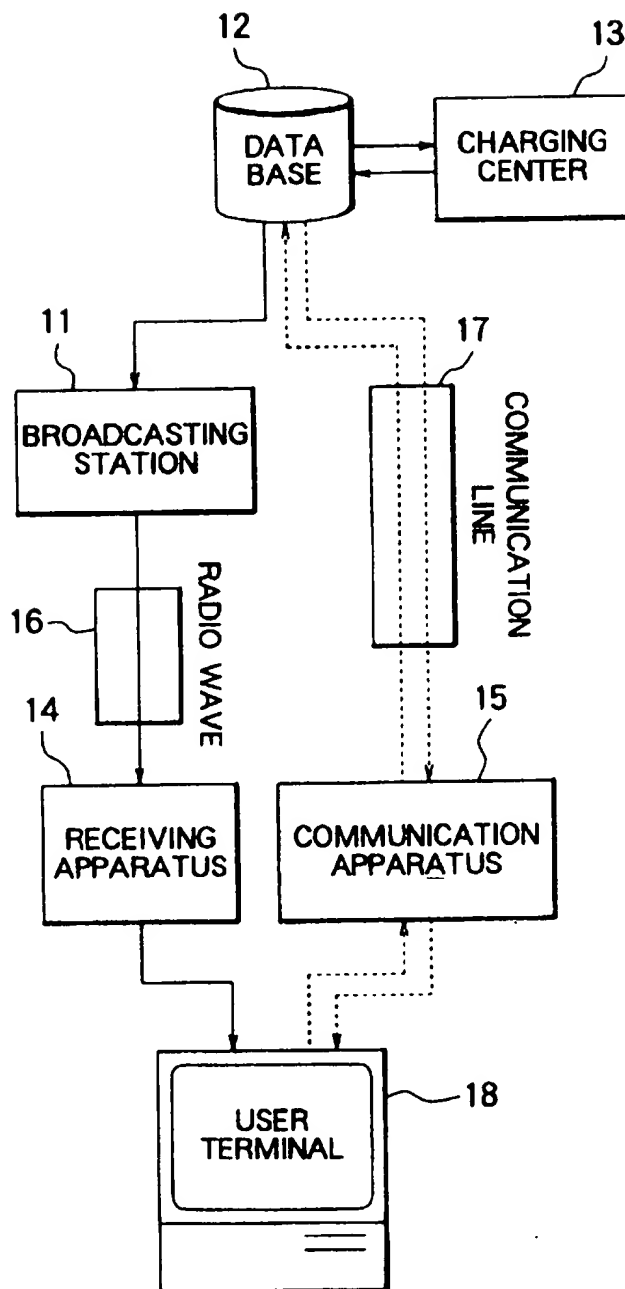 12
13
DATA
BASE
CHARGING
CENTER
11
17
BROADCASTING
STATION
COMMUNICATION
LINE
16
RADIO WAVE
14
15
RECEIVING
APPARATUS
COMMUNICATION
APPARATUS
18
USER
TERMINAL